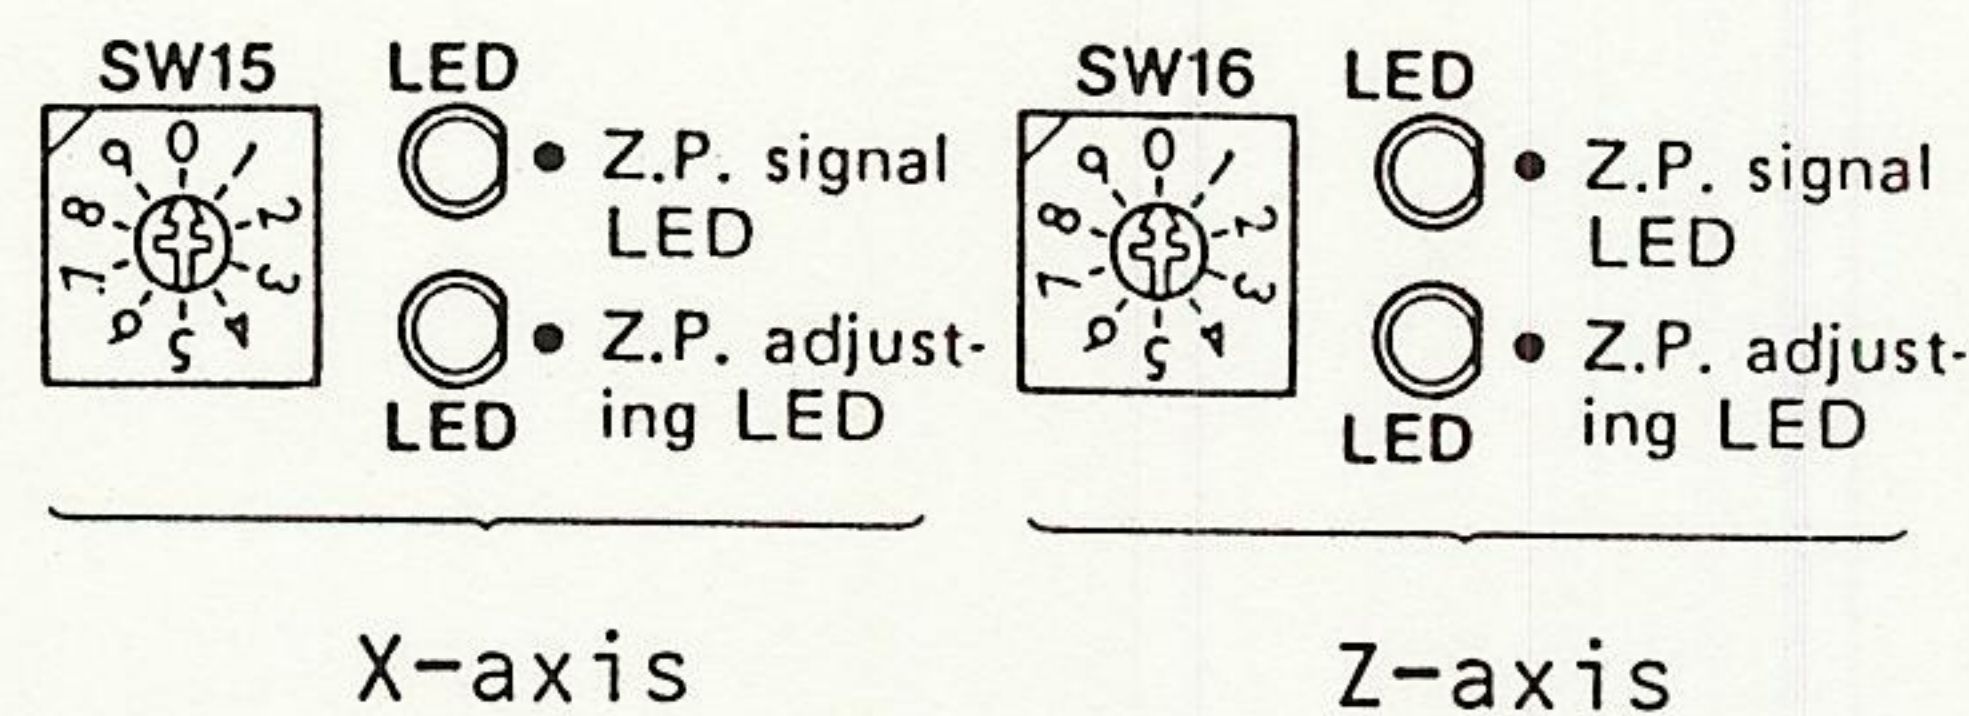 SW15
LED
0
1
2
3
4
5
6
7
8
9
• Z.P. signal
LED
• Z.P. adjust-
ing LED
LED
X-axis
SW16
LED
0
1
2
3
4
5
6
7
8
9
• Z.P. signal
LED
• Z.P. adjust-
ing LED
LED
Z-axis